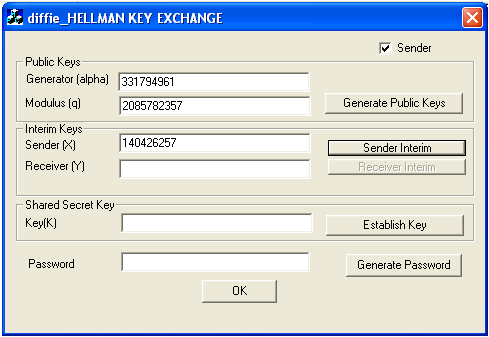 diffie_HELLMAN KEY EXCHANGE
Sender
Public Keys
Generator (alpha) 331794961
Modulus (q) 2085782357 Generate Public Keys
Interim Keys
Sender (X) 140426257 Sender Interim
Receiver (Y) Receiver Interim
Shared Secret Key
Key(K) Establish Key
Password Generate Password
OK